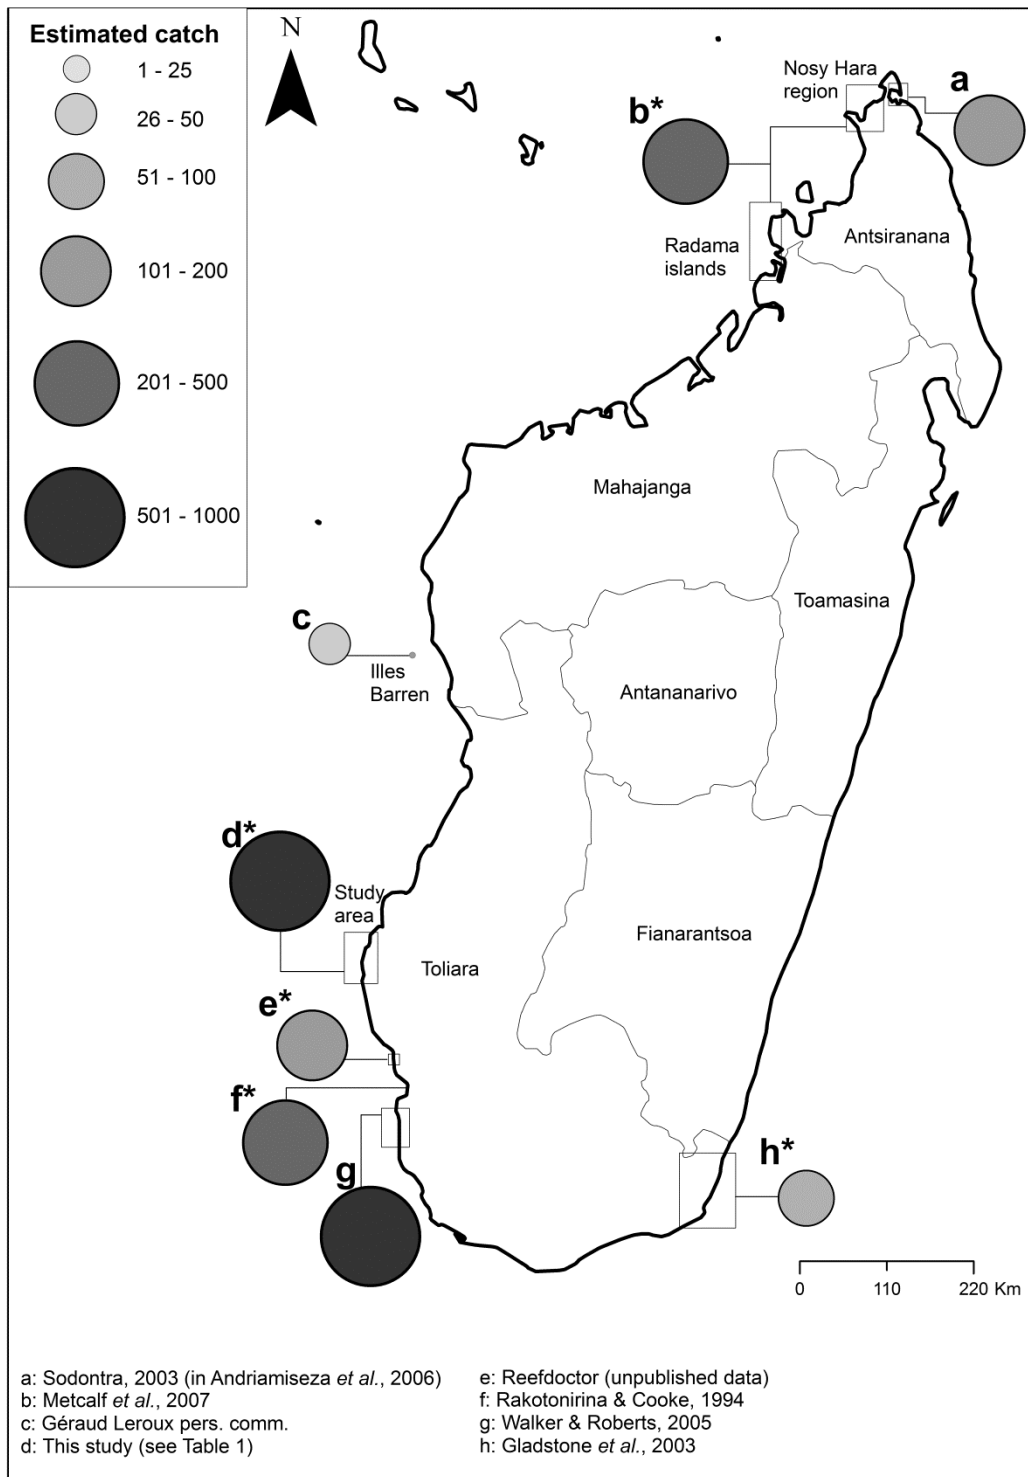 Estimated catch
1 - 25
26 - 50
51 - 100
101 - 200
201 - 500
501 - 1000
N
Nosy Hara
region
a
b*
Radama
islands
Antsiranana
Mahajanga
Toamasina
c
Illes
Barren
Antananarivo
d*
Study
area
Fianarantsoa
Toliara
e*
f*
g
h*
0 110 220 Km
a: Sodontra, 2003 (in Andriamiseza et al., 2006)
b: Metcalf et al., 2007
c: Géraud Leroux pers. comm.
d: This study (see Table 1)
e: Reefdoctor (unpublished data)
f: Rakotonirina & Cooke, 1994
g: Walker & Roberts, 2005
h: Gladstone et al., 2003